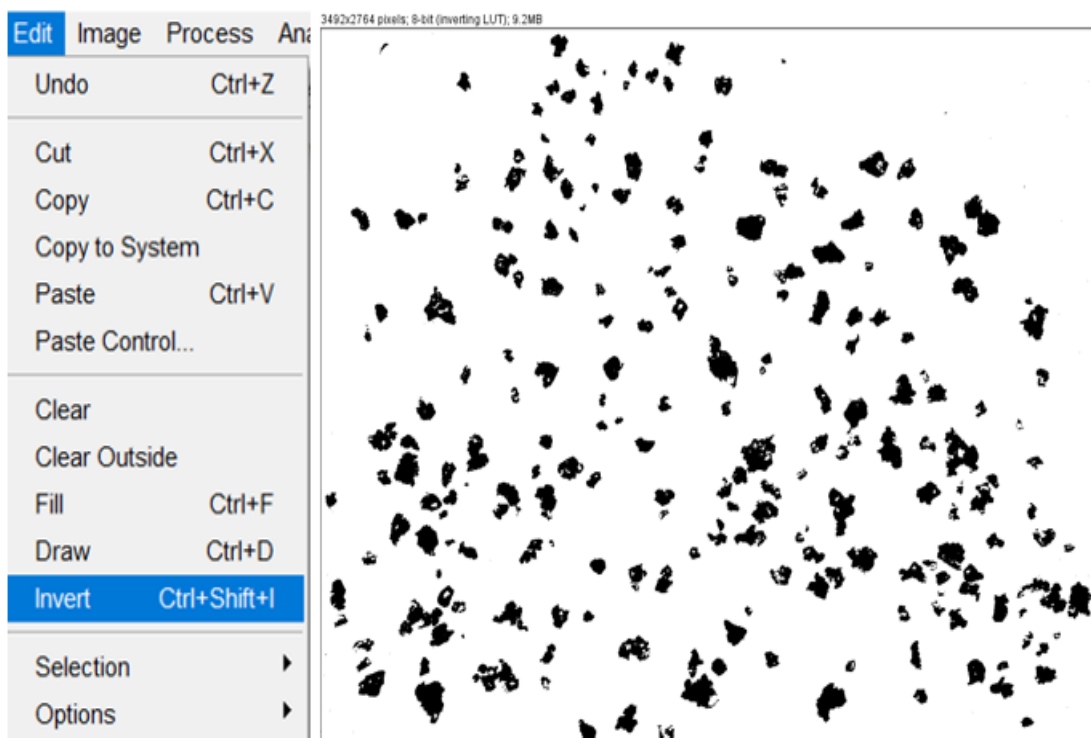 Edit Image Process
3492x2764 pixels; 8-bit (inverting LUT); 9.2MB
Undo Ctrl+Z
Cut Ctrl+X
Copy Ctrl+C
Copy to System
Paste Ctrl+V
Paste Control...
Clear
Clear Outside
Fill Ctrl+F
Draw Ctrl+D
Invert Ctrl+Shift+I
Selection
Options